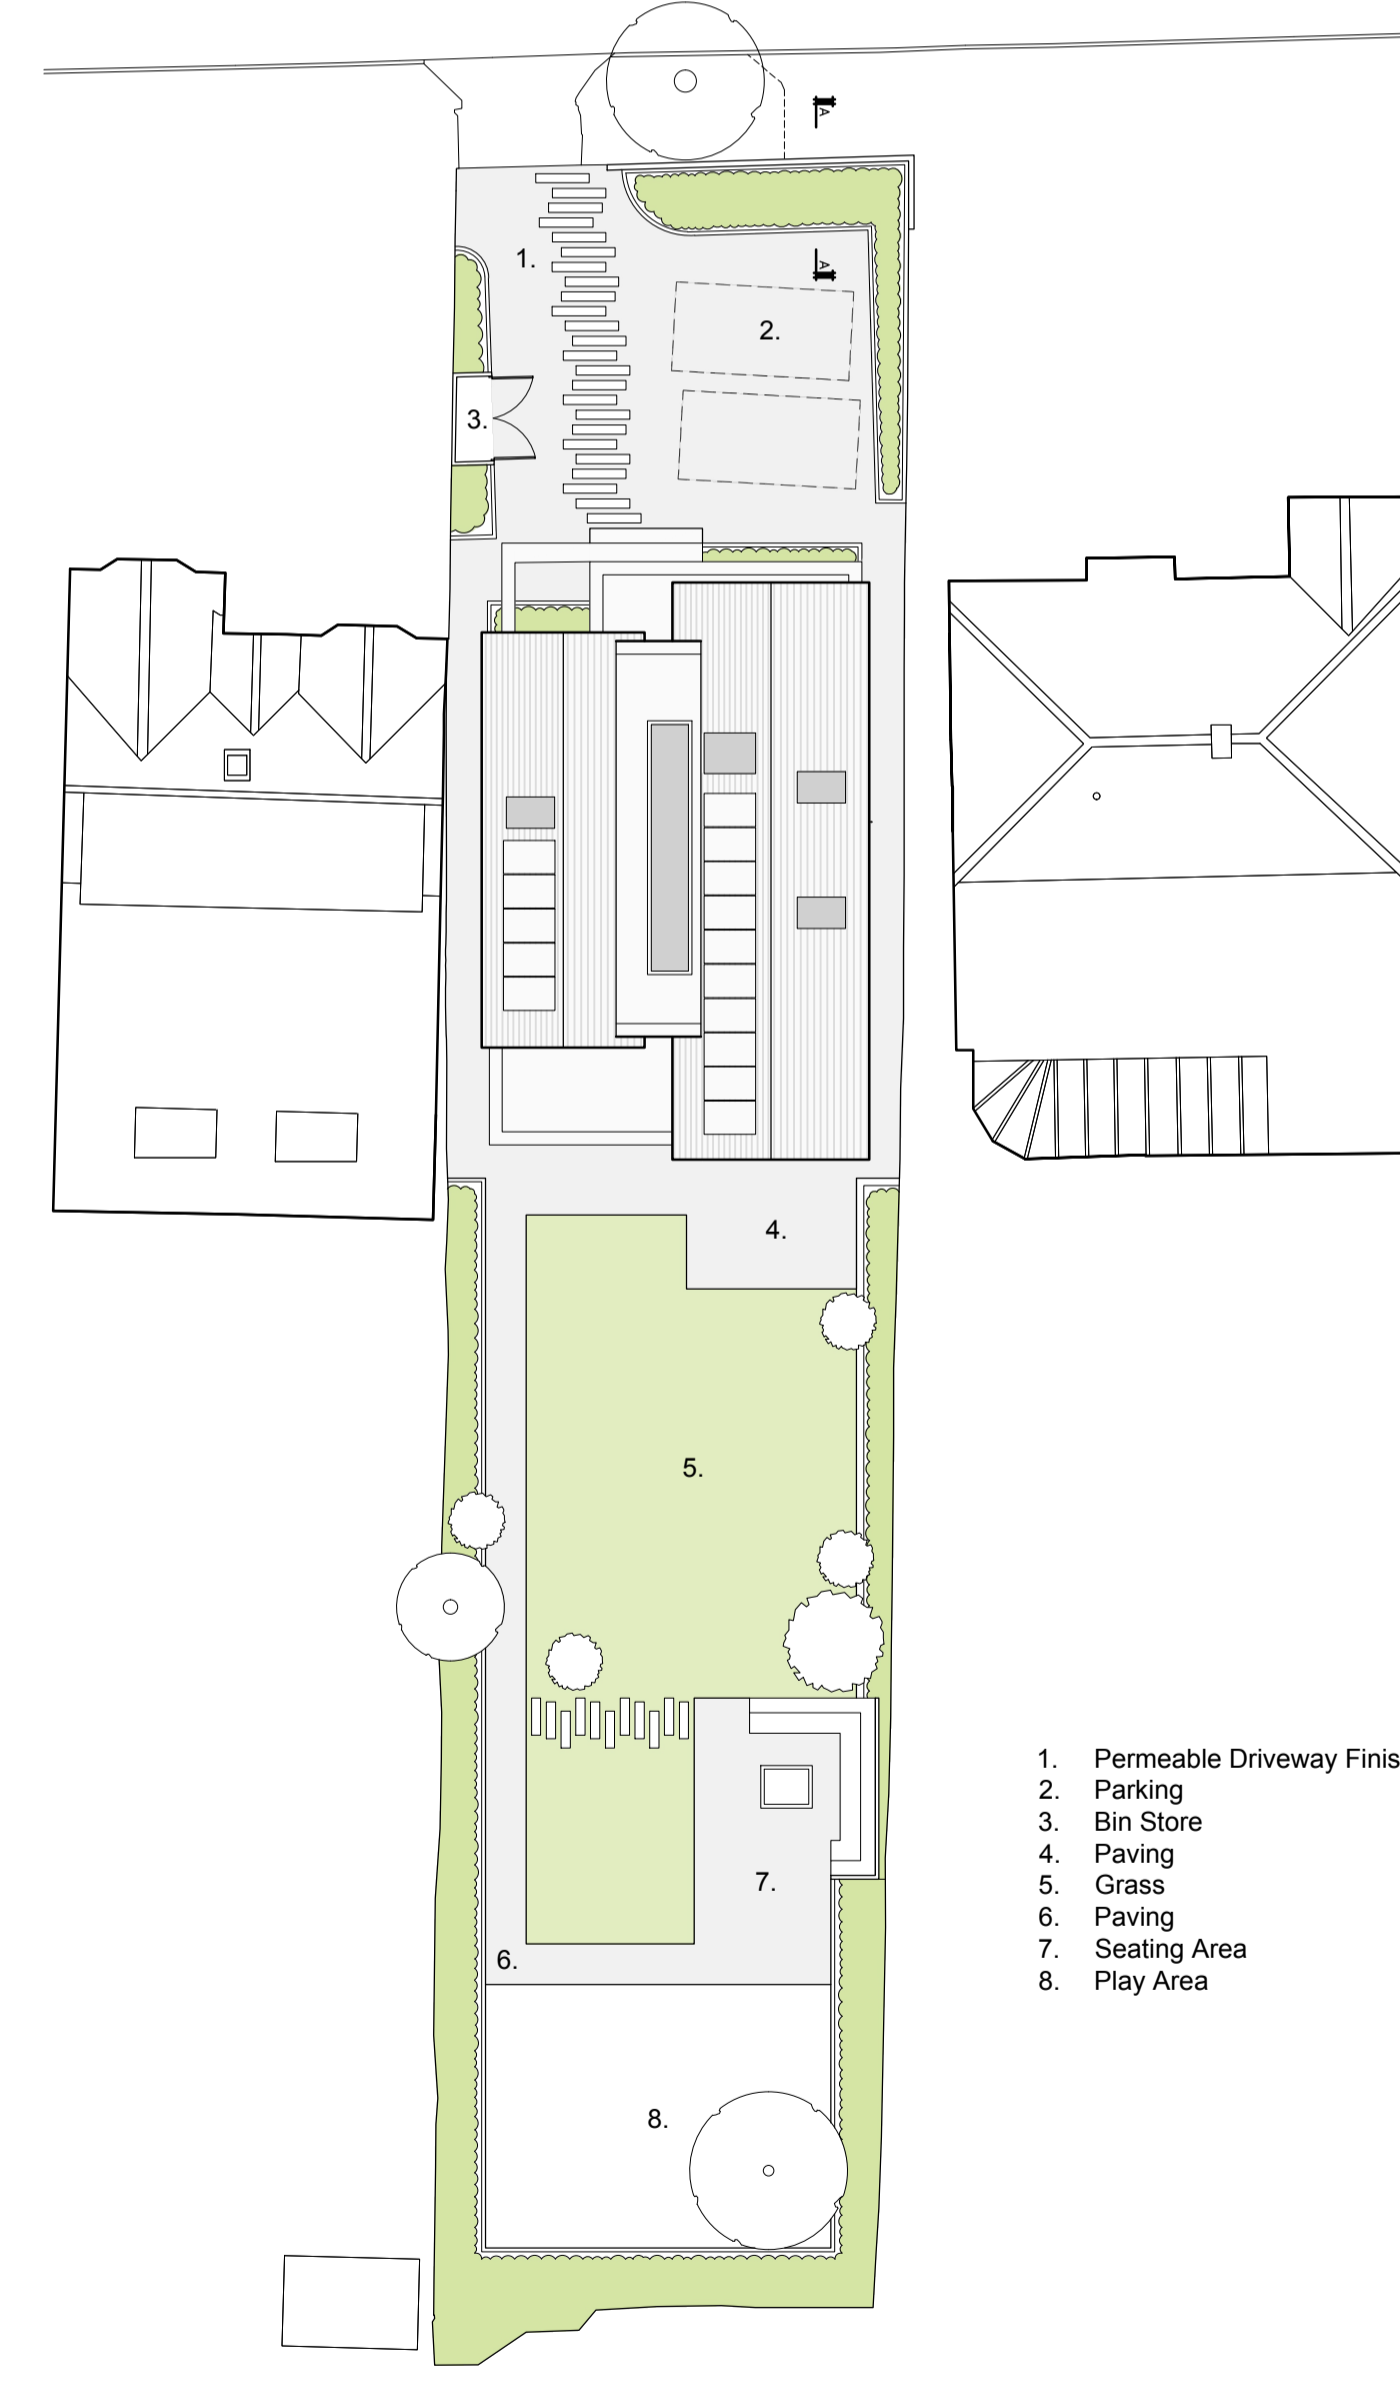 A
1.
A
2.
3.
4.
5.
7.
6.
8.
1. Permeable Driveway Finis
2. Parking
3. Bin Store
4. Paving
5. Grass
6. Paving
7. Seating Area
8. Play Area